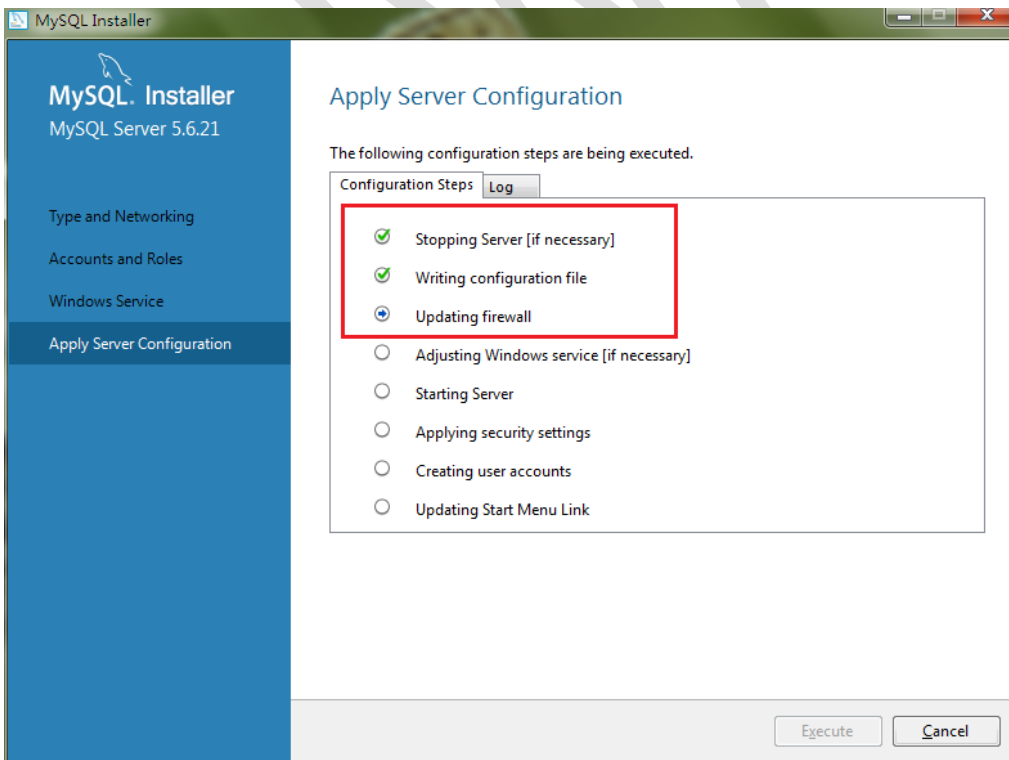 MySQL Installer
MySQL. Installer
MySQL Server 5.6.21
Type and Networking
Accounts and Roles
Windows Service
Apply Server Configuration
Apply Server Configuration
The following configuration steps are being executed.
Configuration Steps Log
Stopping Server [if necessary]
Writing configuration file
Updating firewall
Adjusting Windows service [if necessary]
Starting Server
Applying security settings
Creating user accounts
Updating Start Menu Link
Execute Cancel